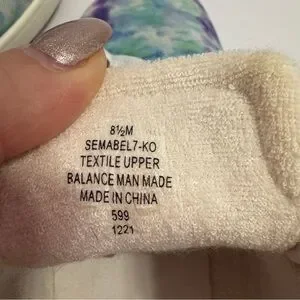 8½M
SEMABEL7-KO
TEXTILE UPPER
BALANCE MAN MADE
MADE IN CHINA
599
1221